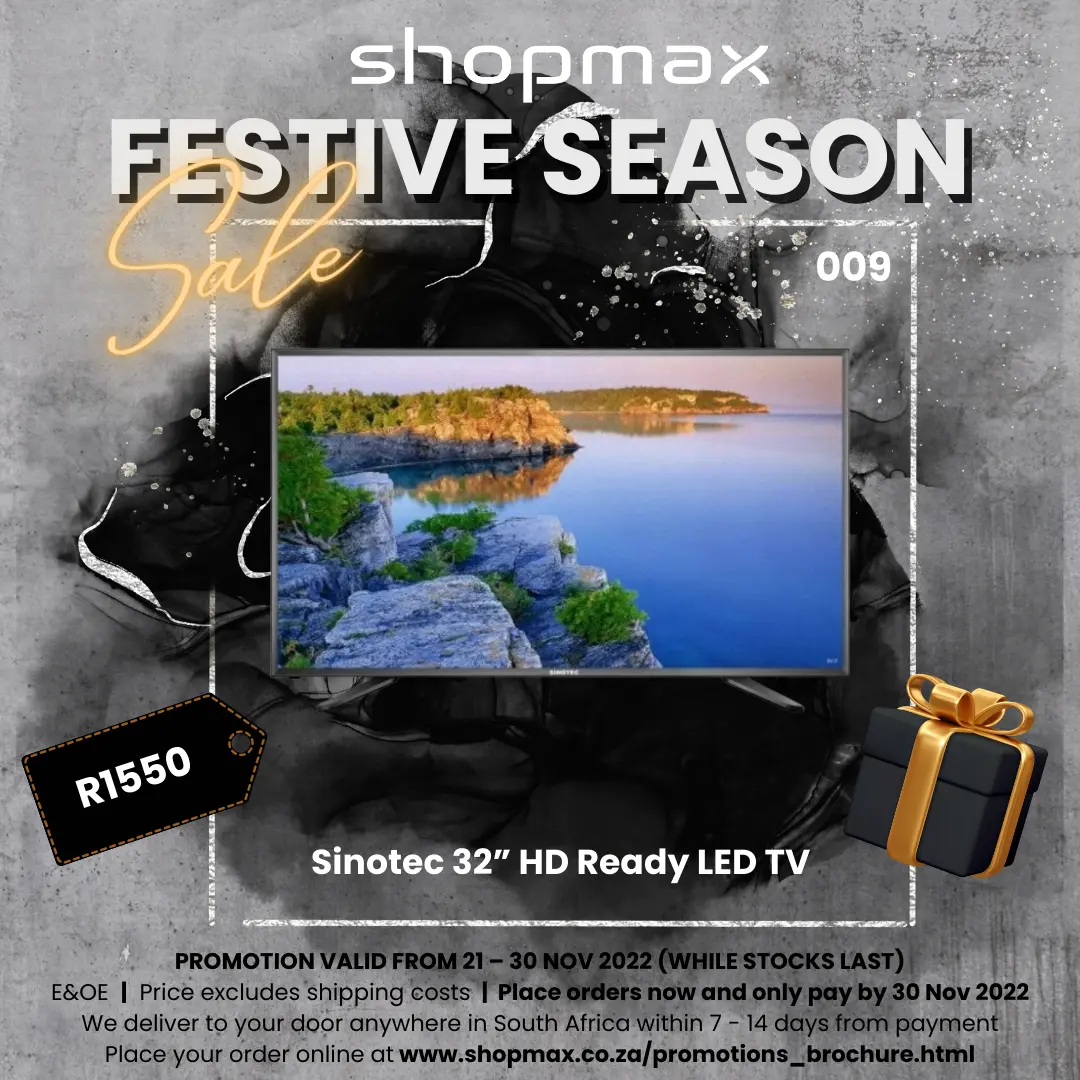 shopmax
FESTIVE SEASON
Sale
009
SINOTEC
R1550
Sinotec 32” HD Ready LED TV
PROMOTION VALID FROM 21 – 30 NOV 2022 (WHILE STOCKS LAST)
E&OE | Price excludes shipping costs | Place orders now and only pay by 30 Nov 2022
We deliver to your door anywhere in South Africa within 7 - 14 days from payment
Place your order online at www.shopmax.co.za/promotions_brochure.html